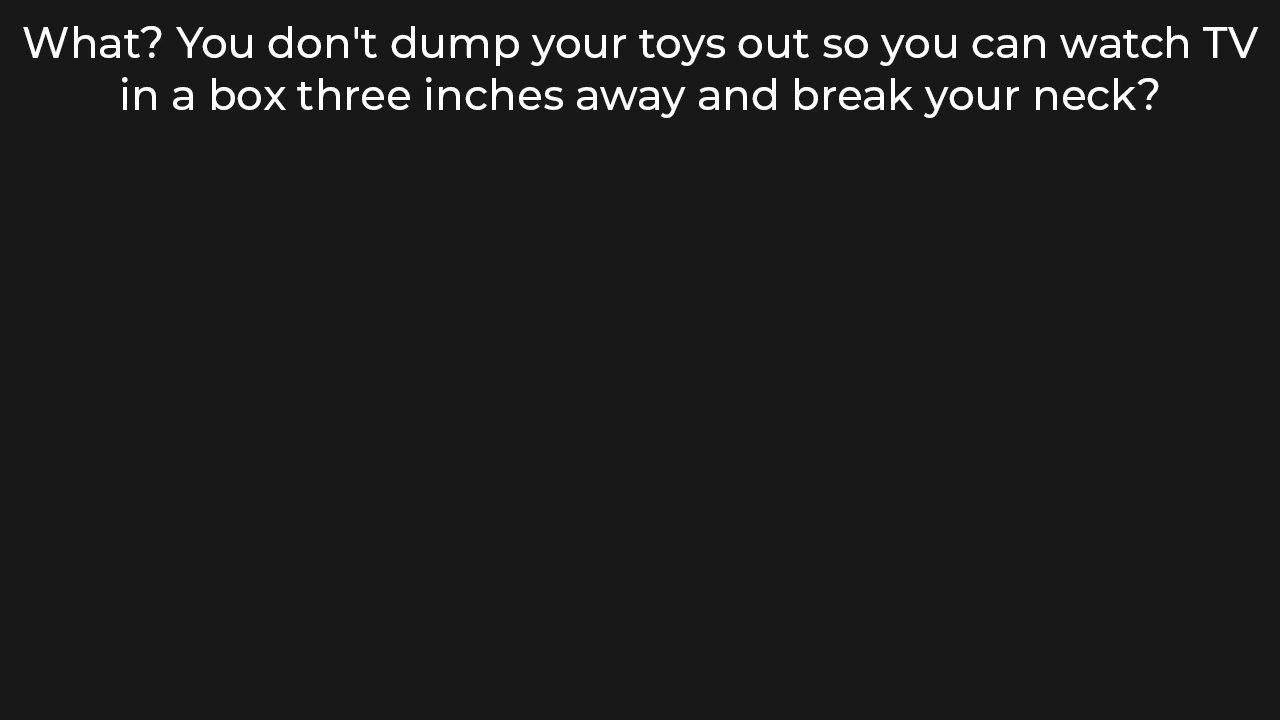 What? You don't dump your toys out so you can watch TV
in a box three inches away and break your neck?